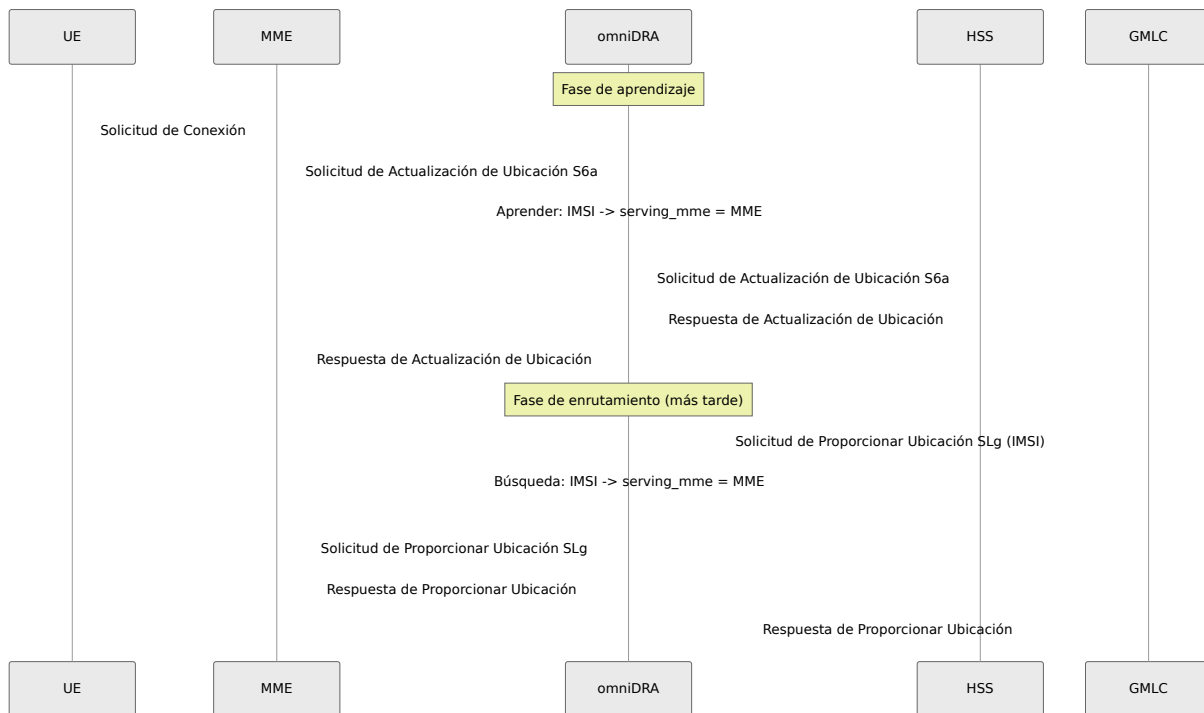 UE
MME
omniDRA
HSS
GMLC
Fase de aprendizaje
Solicitud de Conexión
Solicitud de Actualización de Ubicación S6a
Aprender: IMSI -> serving_mme = MME
Solicitud de Actualización de Ubicación S6a
Respuesta de Actualización de Ubicación
Respuesta de Actualización de Ubicación
Fase de enrutamiento (más tarde)
Solicitud de Proporcionar Ubicación SLg (IMSI)
Búsqueda: IMSI -> serving_mme = MME
Solicitud de Proporcionar Ubicación SLg
Respuesta de Proporcionar Ubicación
Respuesta de Proporcionar Ubicación
UE
MME
omniDRA
HSS
GMLC